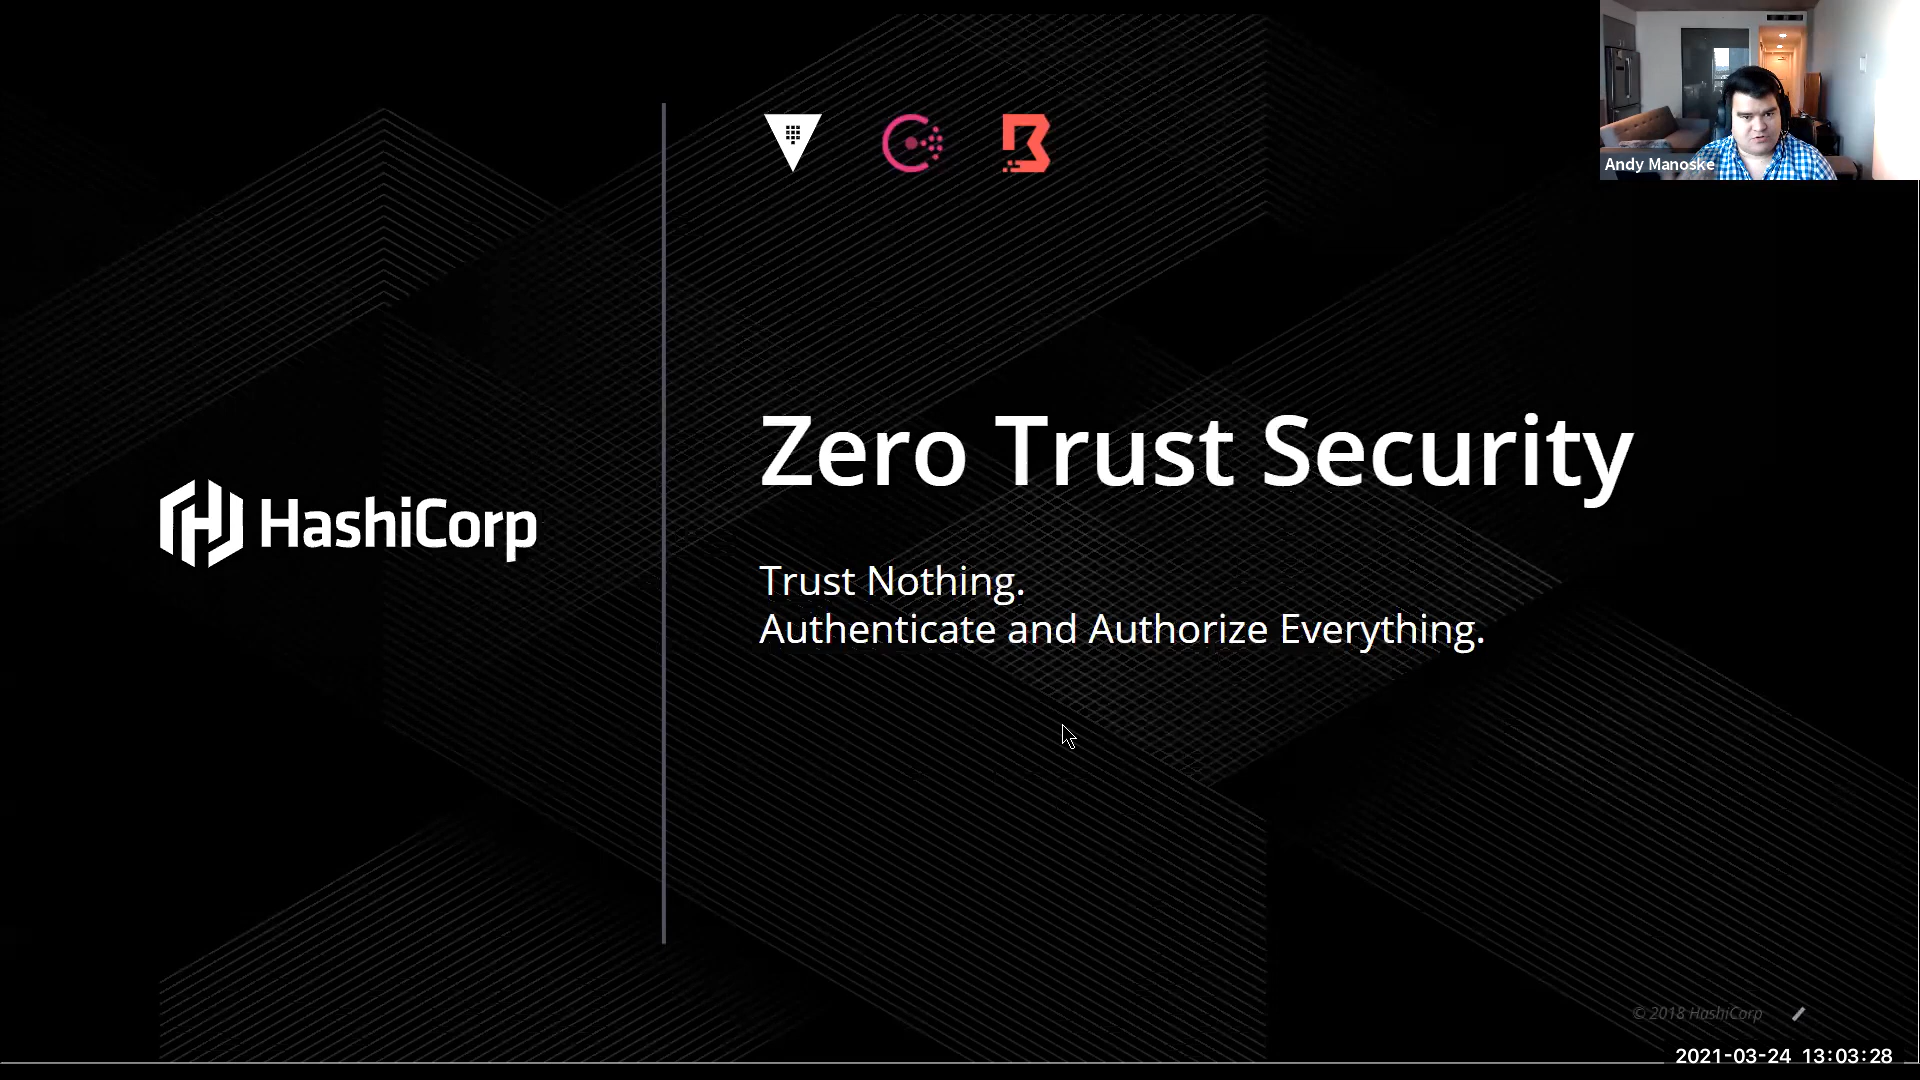 Andy Manoske
HashiCorp
Zero Trust Security
Trust Nothing.
Authenticate and Authorize Everything.
© 2018 HashiCorp
2021-03-24 13:03:28